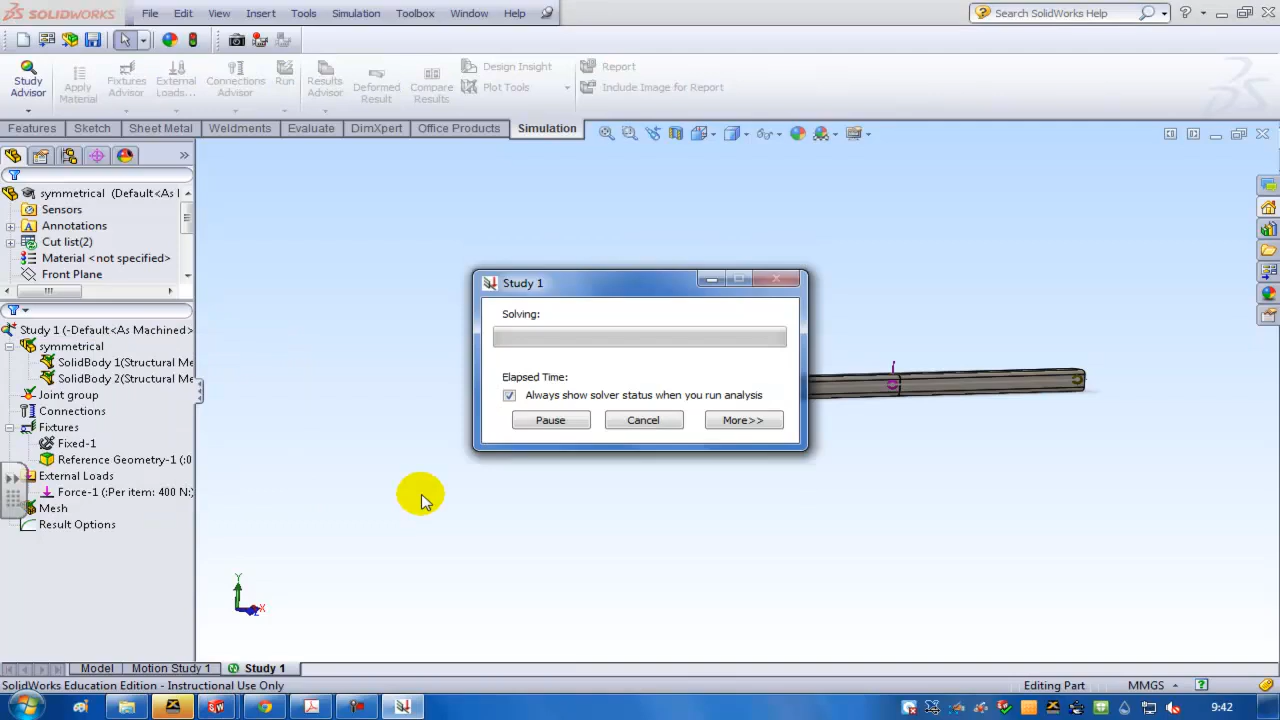 SOLIDWORKS File Edit View Insert Tools Simulation Toolbox Window Help Search SolidWorks Help
Study Advisor
Apply Material
Fixtures Advisor
External Loads...
Connections Advisor
Run
Results Advisor
Deformed Result
Compare Results
Design Insight
Plot Tools
Report
Include Image for Report
Features Sketch Sheet Metal Weldments Evaluate DimXpert Office Products Simulation
symmetrical (Default<As
Sensors
Annotations
Cut list(2)
Material <not specified>
Front Plane
Study 1 (-Default<As Machined>
symmetrical
SolidBody 1(Structural Me
SolidBody 2(Structural Me
Joint group
Connections
Fixtures
Fixed-1
Reference Geometry-1 (:0
External Loads
Force-1 (:Per item: 400 N:
Mesh
Result Options
Study 1
Solving:
Elapsed Time:
Always show solver status when you run analysis
Pause Cancel More>>
Y
X
Z
Model Motion Study 1 Study 1
SolidWorks Education Edition - Instructional Use Only Editing Part MMGS
9:42